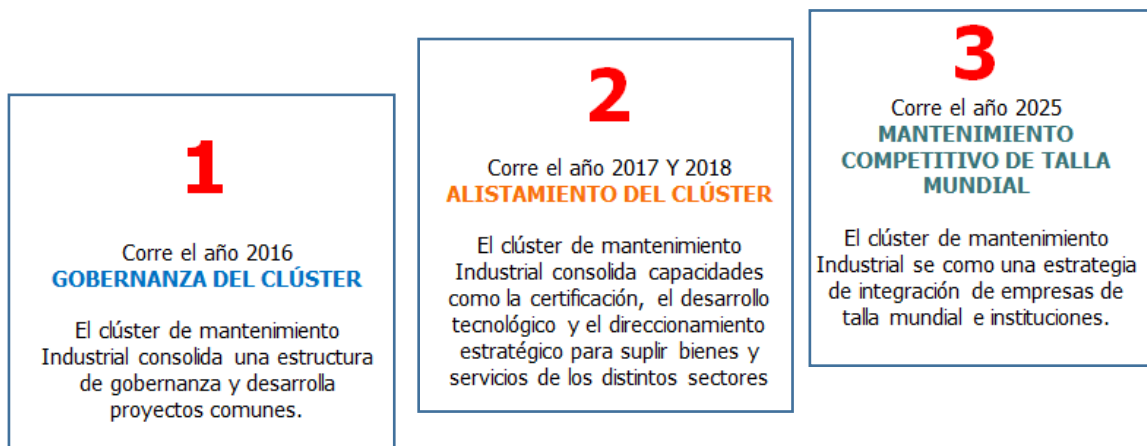 1
Corre el año 2016
GOBERNANZA DEL CLÚSTER
El clúster de mantenimiento
Industrial consolida una estructura
de gobernanza y desarrolla
proyectos comunes.
2
Corre el año 2017 Y 2018
ALISTAMIENTO DEL CLÚSTER
El clúster de mantenimiento
Industrial consolida capacidades
como la certificación, el desarrollo
tecnológico y el direccionamiento
estratégico para suplir bienes y
servicios de los distintos sectores
3
Corre el año 2025
MANTENIMIENTO
COMPETITIVO DE TALLA
MUNDIAL
El clúster de mantenimiento
Industrial se como una estrategia
de integración de empresas de
talla mundial e instituciones.